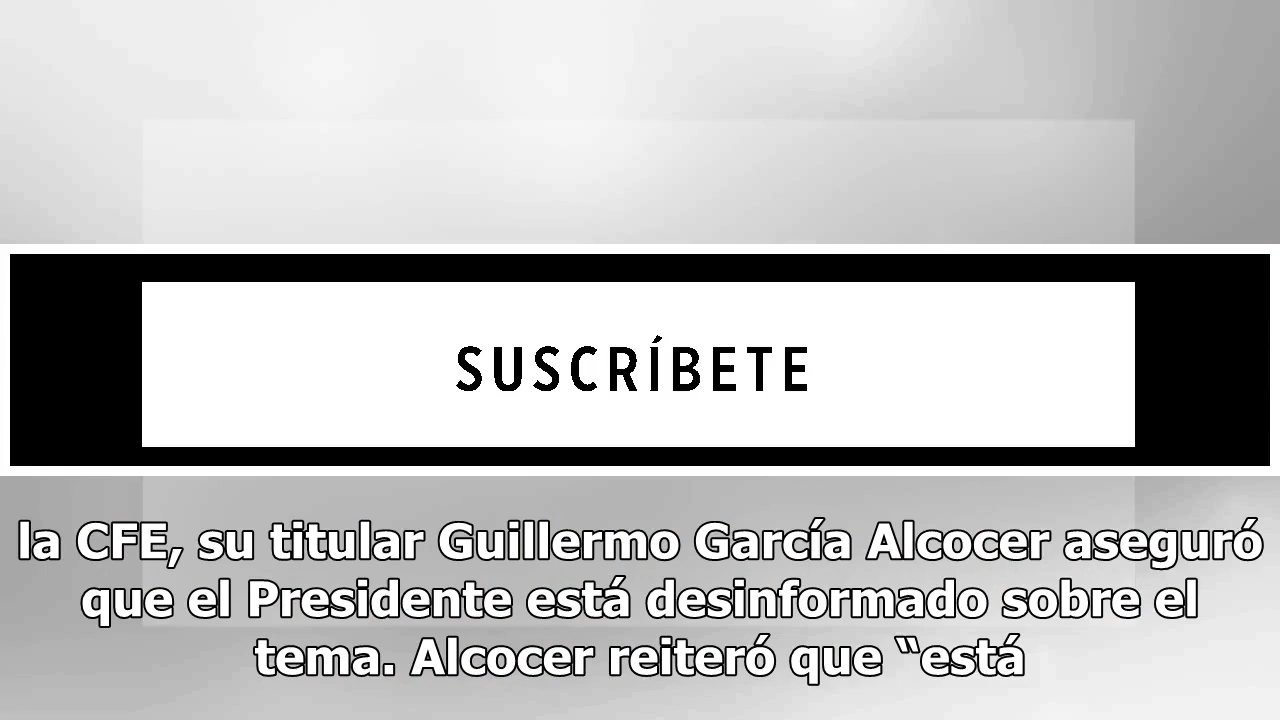 SUSCRÍBETE
la CFE, su titular Guillermo García Alcocer aseguró
que el Presidente está desinformado sobre el
tema. Alcocer reiteró que “está